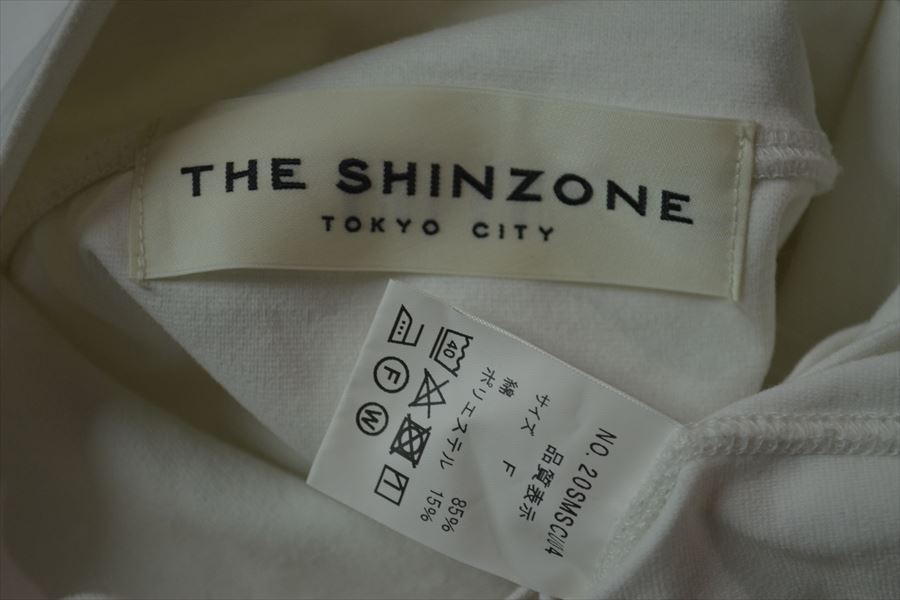 THE SHINZONE
TOKYO CITY
NO. 20SMSCU04
品質表示
サイズ F
綿 85%
ポリエステル 15%
40
F
W